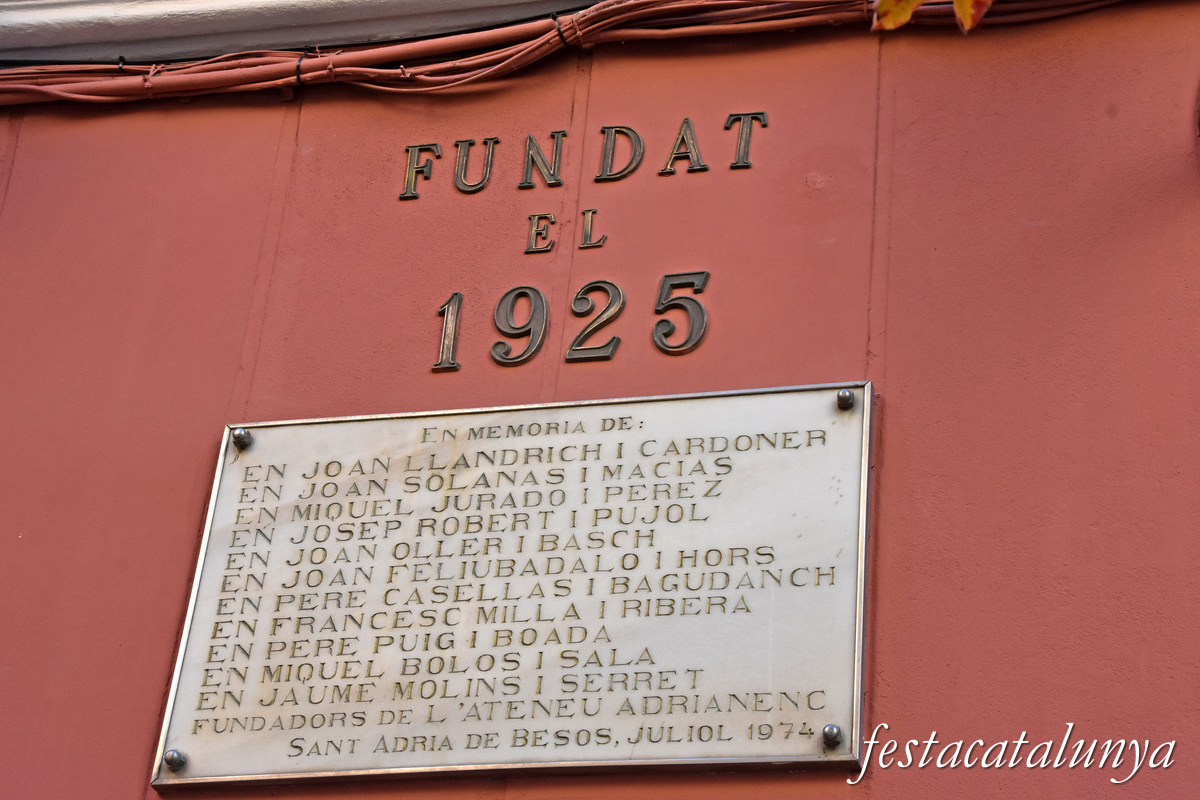 FUNDAT
EL
1925
EN MEMORIA DE:
EN JOAN LLANDRICH I CARDONER
EN JOAN SOLANAS I MACIAS
EN MIQUEL JURADO I PEREZ
EN JOSEP ROBERT I PUJOL
EN JOAN OLLER I BASCH
EN JOAN FELIUBADALO I HORS
EN PERE CASELLAS I BAGUDANCH
EN FRANCESC MILLA I RIBERA
EN PERE PUIG I BOADA
EN MIQUEL BOLOS I SALA
EN JAUME MOLINS I SERRET
FUNDADORS DE L'ATENEU ADRIANENC
SANT ADRIA DE BESOS, JULIOL 1974
festacatalunya